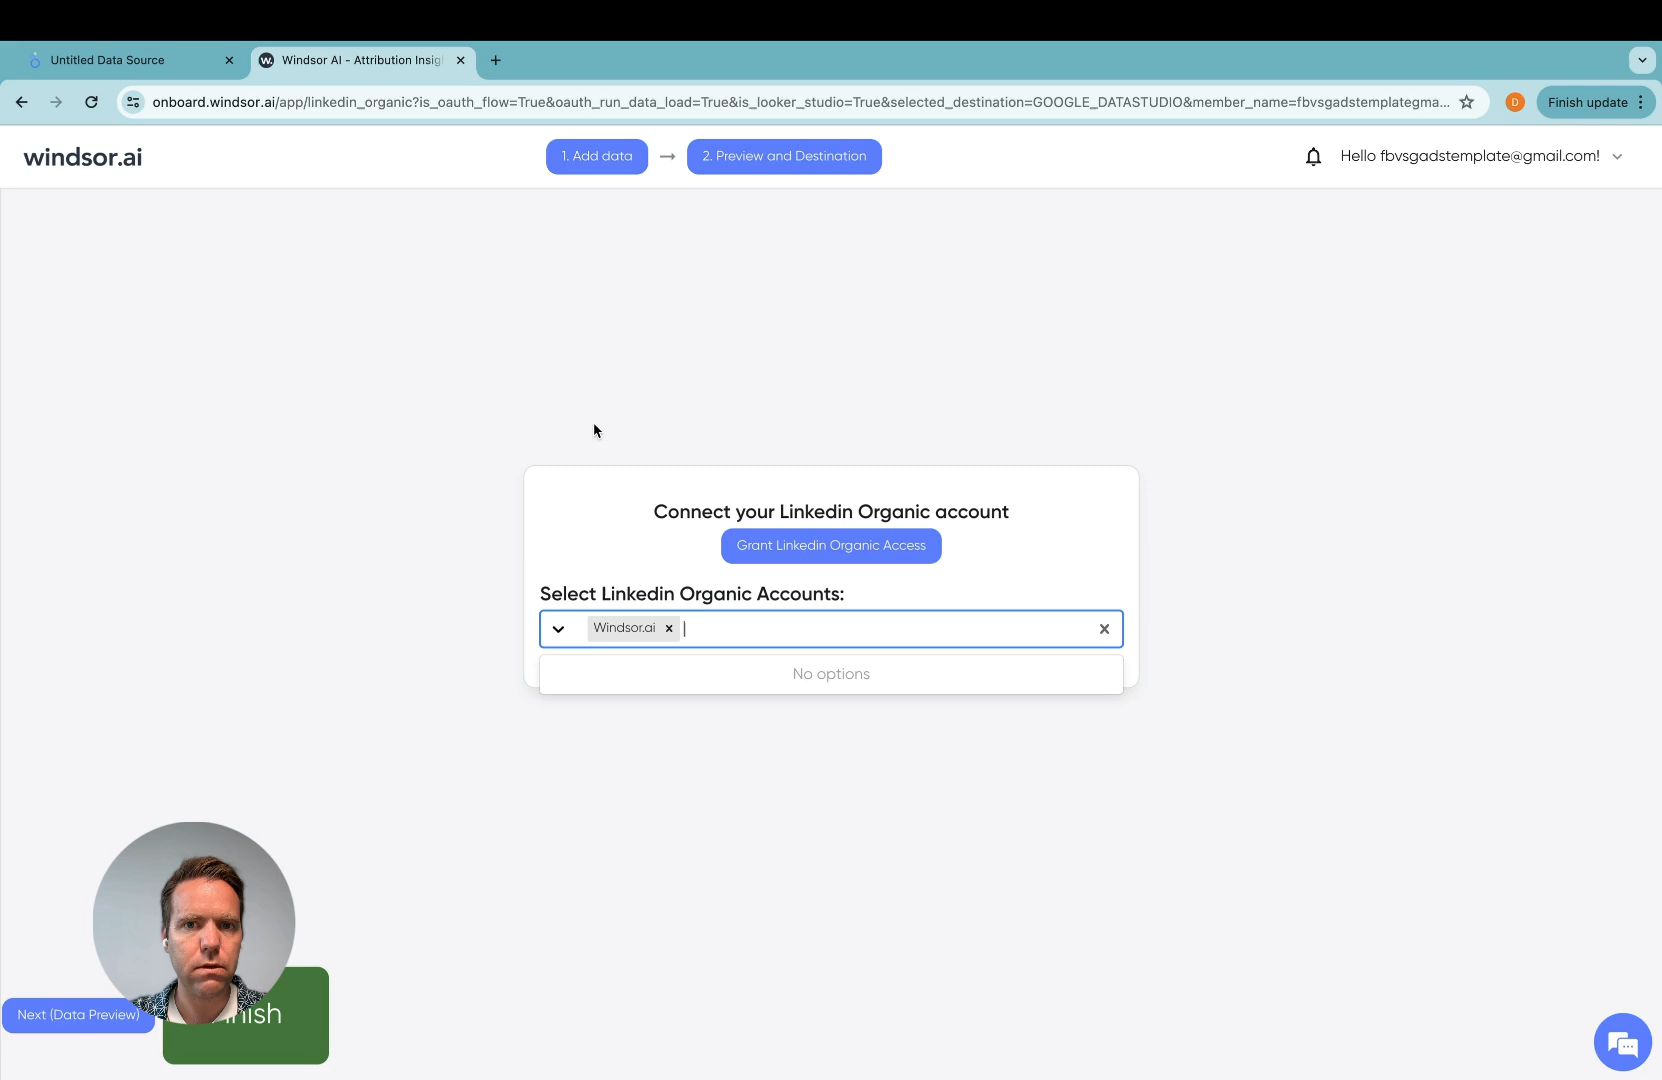 Untitled Data Source
Windsor AI - Attribution Insig
onboard.windsor.ai/app/linkedin_organic?is_oauth_flow=True&oauth_run_data_load=True&is_looker_studio=True&selected_destination=GOOGLE_DATASTUDIO&member_name=fbvsgadstemplategma...
D
Finish update
windsor.ai
1. Add data
2. Preview and Destination
Hello fbvsgadstemplate@gmail.com!
Connect your Linkedin Organic account
Grant Linkedin Organic Access
Select Linkedin Organic Accounts:
Windsor.ai
No options
Next (Data Preview)
nish